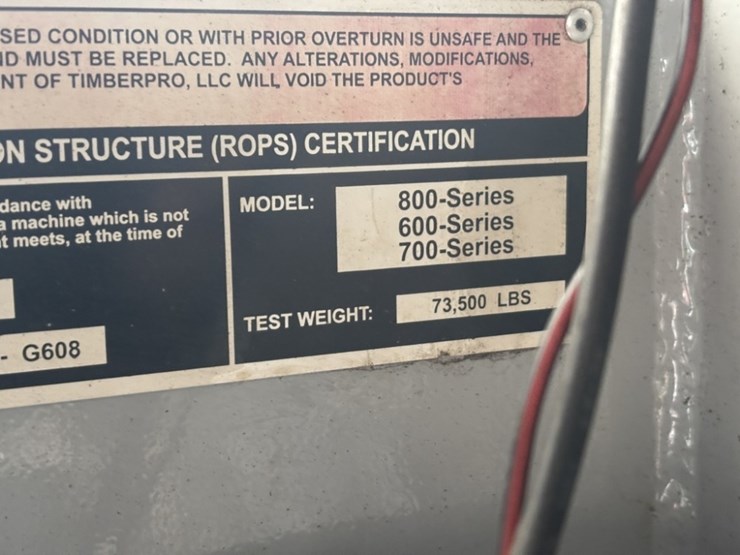 SED CONDITION OR WITH PRIOR OVERTURN IS UNSAFE AND THE
ND MUST BE REPLACED. ANY ALTERATIONS, MODIFICATIONS,
NT OF TIMBERPRO, LLC WILL VOID THE PRODUCT'S
ON STRUCTURE (ROPS) CERTIFICATION
dance with
a machine which is not
t meets, at the time of
- G608
MODEL:
800-Series
600-Series
700-Series
TEST WEIGHT:
73,500 LBS